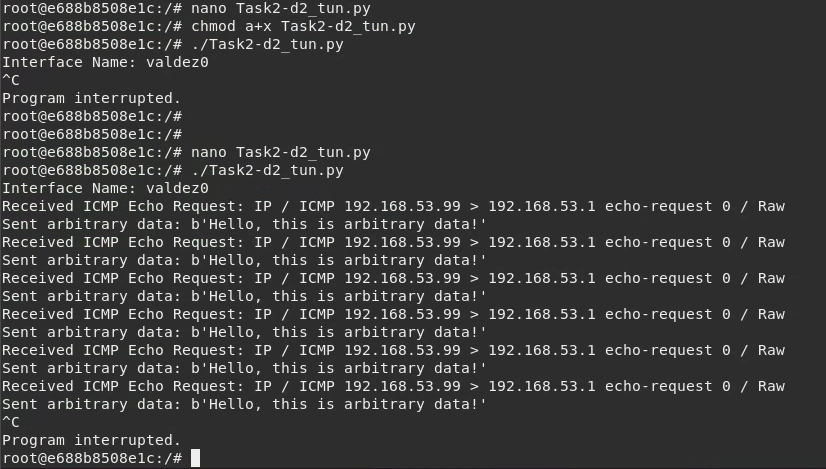 root@e688b8508e1c:/# nano Task2-d2_tun.py
root@e688b8508e1c:/# chmod a+x Task2-d2_tun.py
root@e688b8508e1c:/# ./Task2-d2_tun.py
Interface Name: valdez0
^C
Program interrupted.
root@e688b8508e1c:/#
root@e688b8508e1c:/#
root@e688b8508e1c:/# nano Task2-d2_tun.py
root@e688b8508e1c:/# ./Task2-d2_tun.py
Interface Name: valdez0
Received ICMP Echo Request: IP / ICMP 192.168.53.99 > 192.168.53.1 echo-request 0 / Raw
Sent arbitrary data: b'Hello, this is arbitrary data!'
Received ICMP Echo Request: IP / ICMP 192.168.53.99 > 192.168.53.1 echo-request 0 / Raw
Sent arbitrary data: b'Hello, this is arbitrary data!'
Received ICMP Echo Request: IP / ICMP 192.168.53.99 > 192.168.53.1 echo-request 0 / Raw
Sent arbitrary data: b'Hello, this is arbitrary data!'
Received ICMP Echo Request: IP / ICMP 192.168.53.99 > 192.168.53.1 echo-request 0 / Raw
Sent arbitrary data: b'Hello, this is arbitrary data!'
Received ICMP Echo Request: IP / ICMP 192.168.53.99 > 192.168.53.1 echo-request 0 / Raw
Sent arbitrary data: b'Hello, this is arbitrary data!'
Received ICMP Echo Request: IP / ICMP 192.168.53.99 > 192.168.53.1 echo-request 0 / Raw
Sent arbitrary data: b'Hello, this is arbitrary data!'
^C
Program interrupted.
root@e688b8508e1c:/#